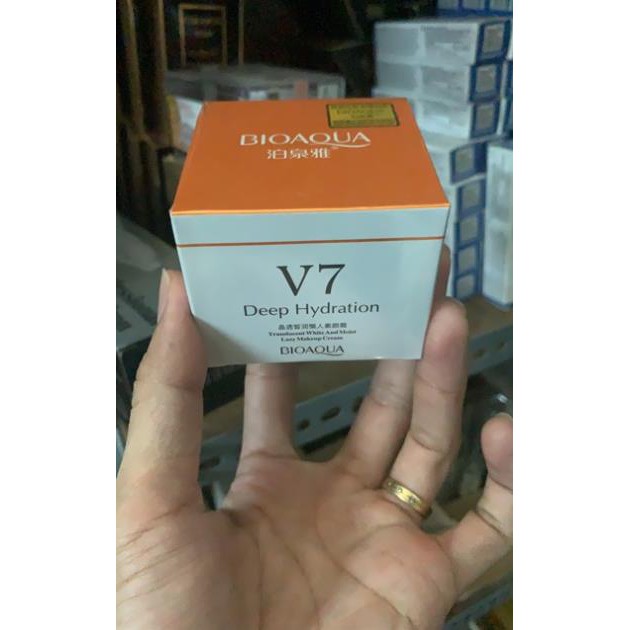 BIOAQUA
泊泉雅®
V7
Deep Hydration
Translucent White And Moist
Lazy Makeup Cream
BIOAQUA